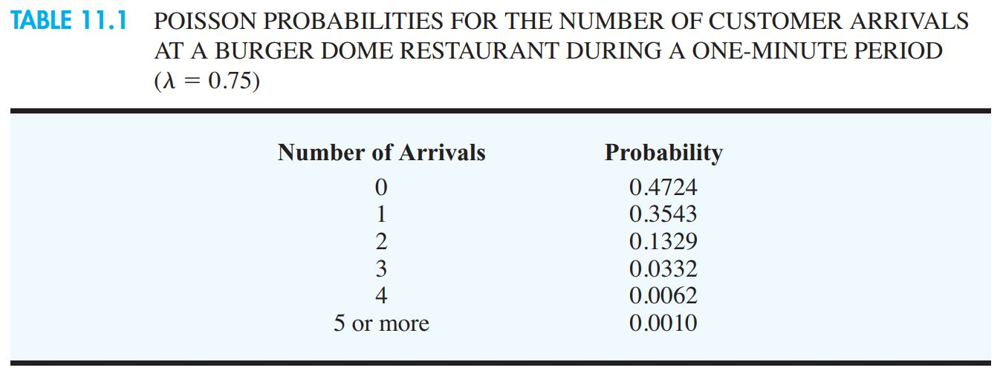 TABLE 11.1 POISSON PROBABILITIES FOR THE NUMBER OF CUSTOMER ARRIVALS
AT A BURGER DOME RESTAURANT DURING A ONE-MINUTE PERIOD
(λ = 0.75)
Number of Arrivals Probability
0 0.4724
1 0.3543
2 0.1329
3 0.0332
4 0.0062
5 or more 0.0010